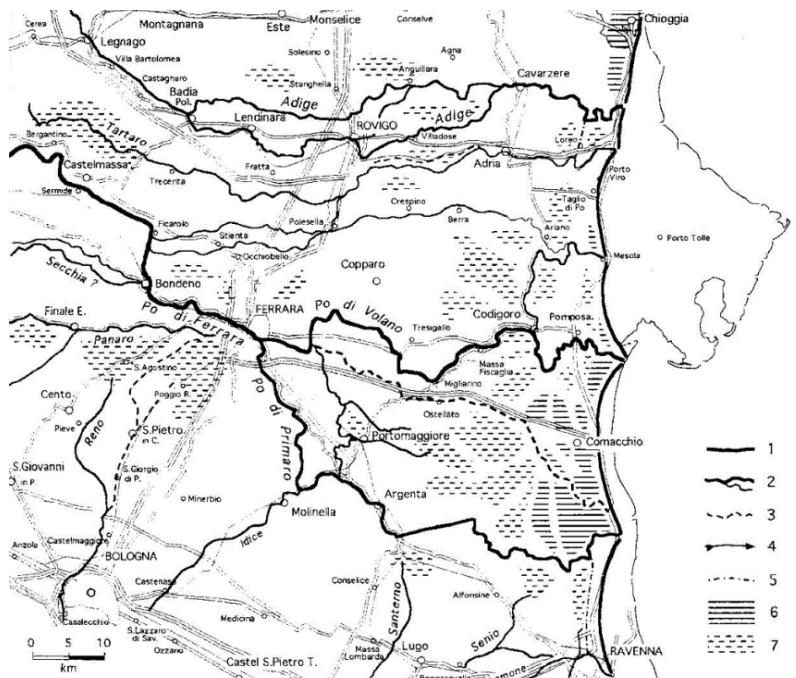 Cerea
Montagnana
Este
Monselice
Conselve
Chioggia
Legnago
Solesino
Agna
Villa Bartolomea
Castagnaro
Stanghella
Anguillara
Cavarzere
Badia
Pol.
Adige
Lendinara
ROVIGO
Adige
Villadose
Tartaro
Bergantino
Loreo
Adria
Castelmassa
Trecenta
Fratta
Porto
Viro
Sermide
Crespino
Taglio
di Po
Ficarolo
Polesella
Berra
Stienta
Ariano
Porto Tolle
Occhiobello
Mesola
Secchia ?
Bondeno
Copparo
FERRARA
Po di Volano
Codigoro
Pomposa
Finale E.
Po di Ferrara
Tresigallo
Panaro
S.Agostino
Massa
Fiscaglia
Poggio R.
Migliarino
Cento
Po di Primaro
Ostellato
Reno
Pieve
S.Pietro
in C.
Portomaggiore
Comacchio
1
S.Giovanni
in P.
S.Giorgio
di P.
2
Minerbio
Argenta
3
Molinella
Anzola
Castelmaggiore
Idice
4
BOLOGNA
5
Castenaso
Conselice
Alfonsine
6
Medicina
Santerno
Casalecchio
S.Lazzaro
di Sav.
Senio
7
0 5 10
km
Ozzano
Massa
Lombarda
Lugo
RAVENNA
Castel S.Pietro T.